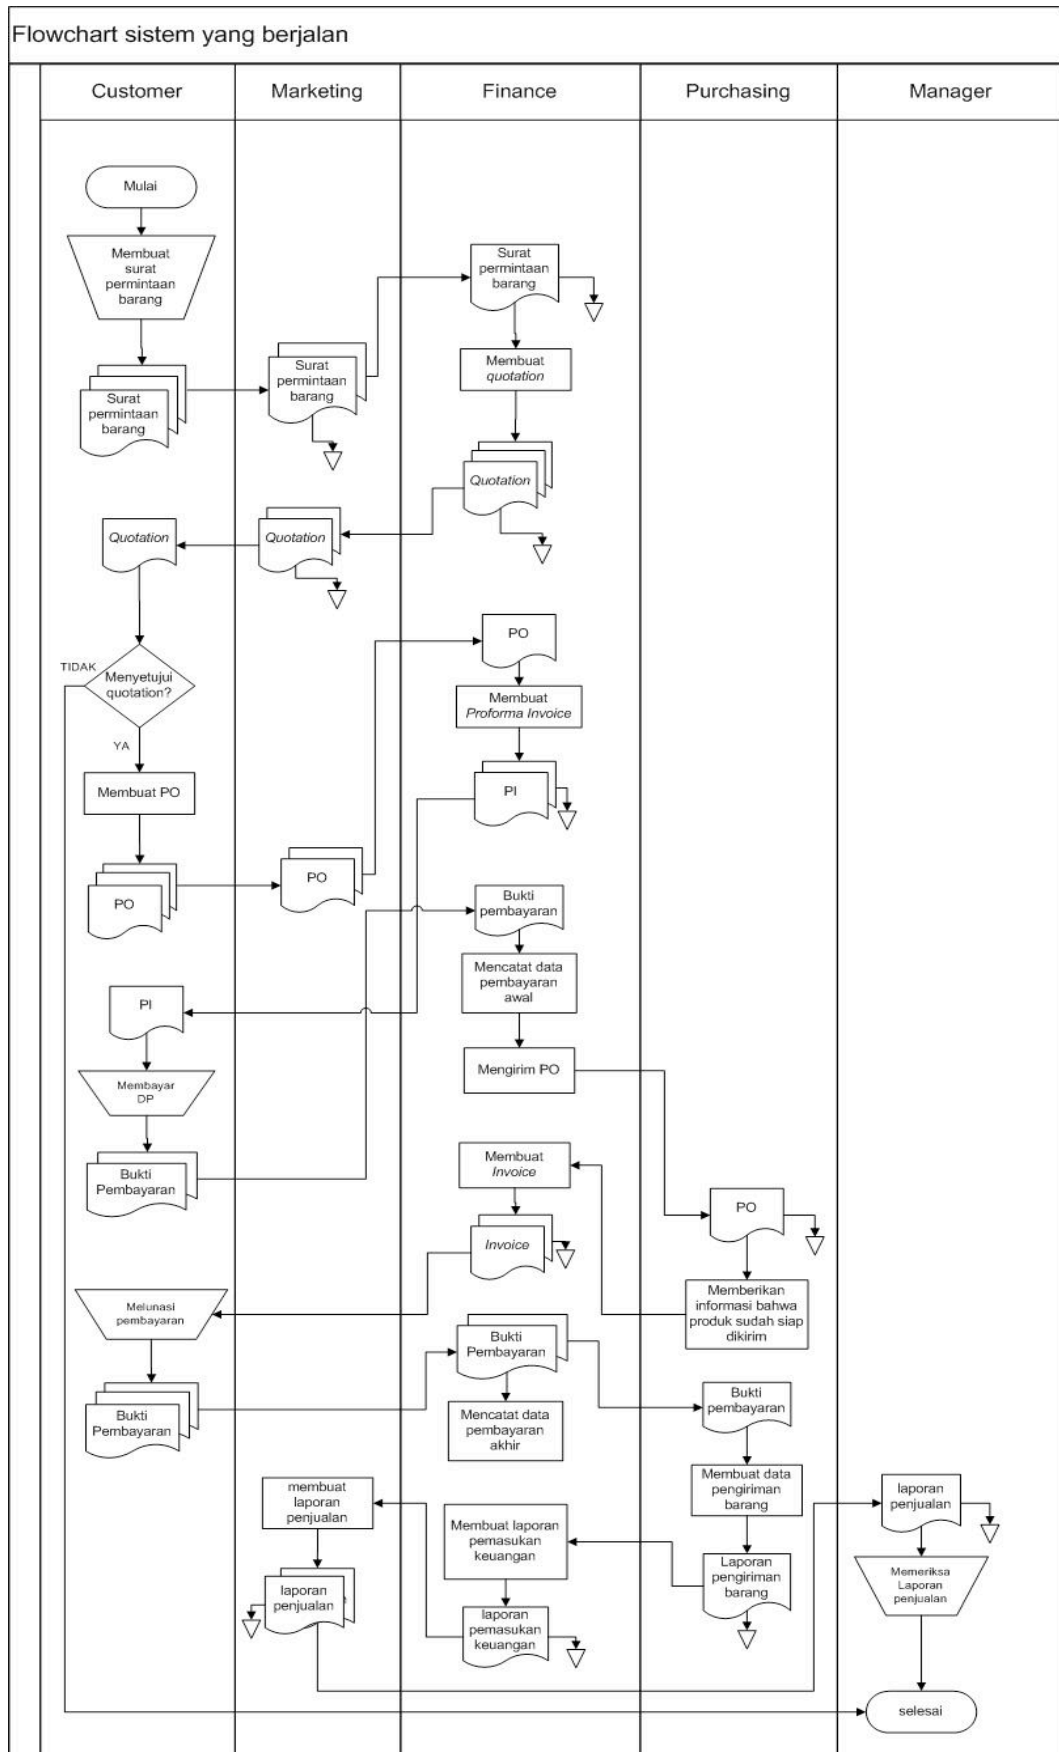 Flowchart sistem yang berjalan
Customer
Marketing
Finance
Purchasing
Manager
Mulai
Membuat
surat
permintaan
barang
Surat
permintaan
barang
Surat
permintaan
barang
Surat
permintaan
barang
Membuat
quotation
Quotation
Quotation
Quotation
TIDAK
Menyetujui
quotation?
YA
Membuat PO
PO
PO
PO
Membuat
Proforma Invoice
PI
Bukti
pembayaran
Mencatat data
pembayaran
awal
PI
Mengirim PO
Membayar
DP
Bukti
Pembayaran
Membuat
Invoice
PO
Invoice
Memberikan
informasi bahwa
produk sudah siap
dikirim
Melunasi
pembayaran
Bukti
Pembayaran
Bukti
Pembayaran
Mencatat data
pembayaran
akhir
Bukti
pembayaran
Membuat data
pengiriman
barang
membuat
laporan
penjualan
Membuat laporan
pemasukan
keuangan
laporan
penjualan
Laporan
pengiriman
barang
Memeriksa
Laporan
penjualan
laporan
penjualan
laporan
pemasukan
keuangan
selesai